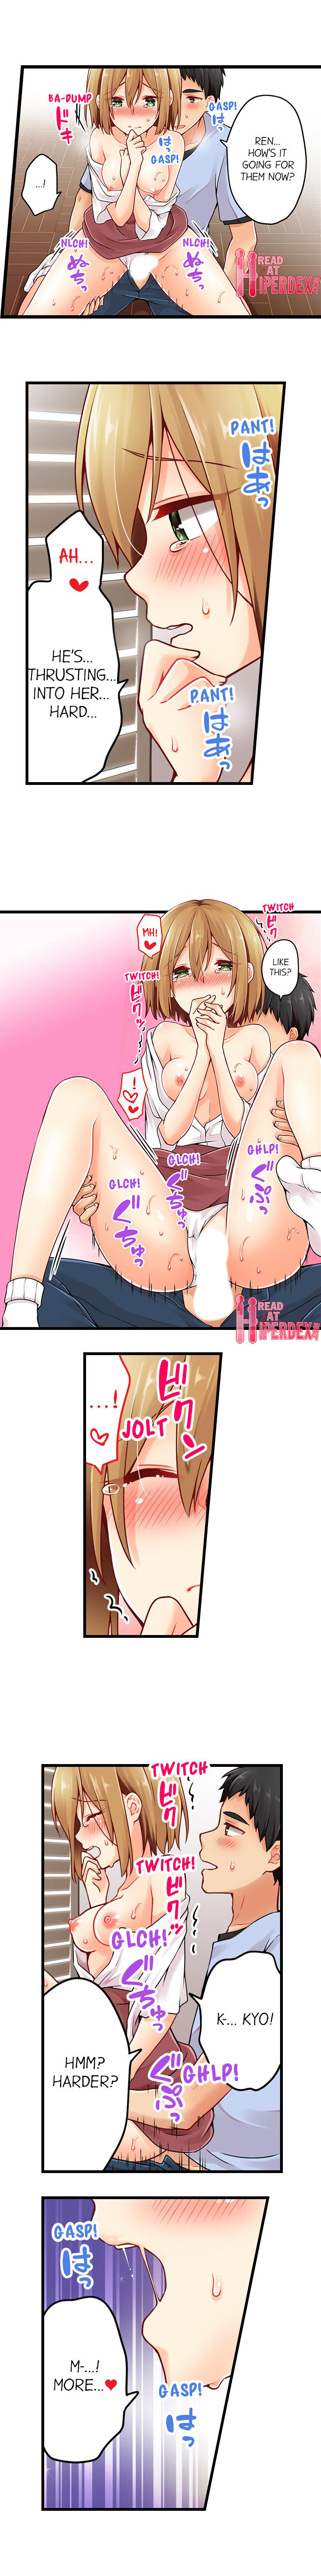 BA-DUMP
ドキ
GASP!
はっ
REN...
HOW'S IT
GOING FOR
THEM NOW?
はっ
GASP!
...!
NLCH!
ぬちっ
NLCH!
ぬちっ
READ
AT
HIPERDEX
PANT!
はあっ
AH...
♥
HE'S...
THRUSTING...
INTO HER...
HARD...
PANT!
はあっ
TWITCH
ビクッ
MH!
♥
LIKE
THIS?
TWITCH!
ビクッ
!
♡
♡
GLCH!
GHLP!
ぐぷっ
GLCH!
ぐちゅっ
ぐちゅっ
READ
AT
HIPERDEX
ビクン
...!
JOLT
♡
TWITCH
ビク
TWITCH!
ビクッ
GLCH!
ぐちゅっ
K-... KYO!
HMM?
HARDER?
GHLP!
ぐぷっ
GASP!
はっ
M-...!
MORE...♥
GASP!
はっ